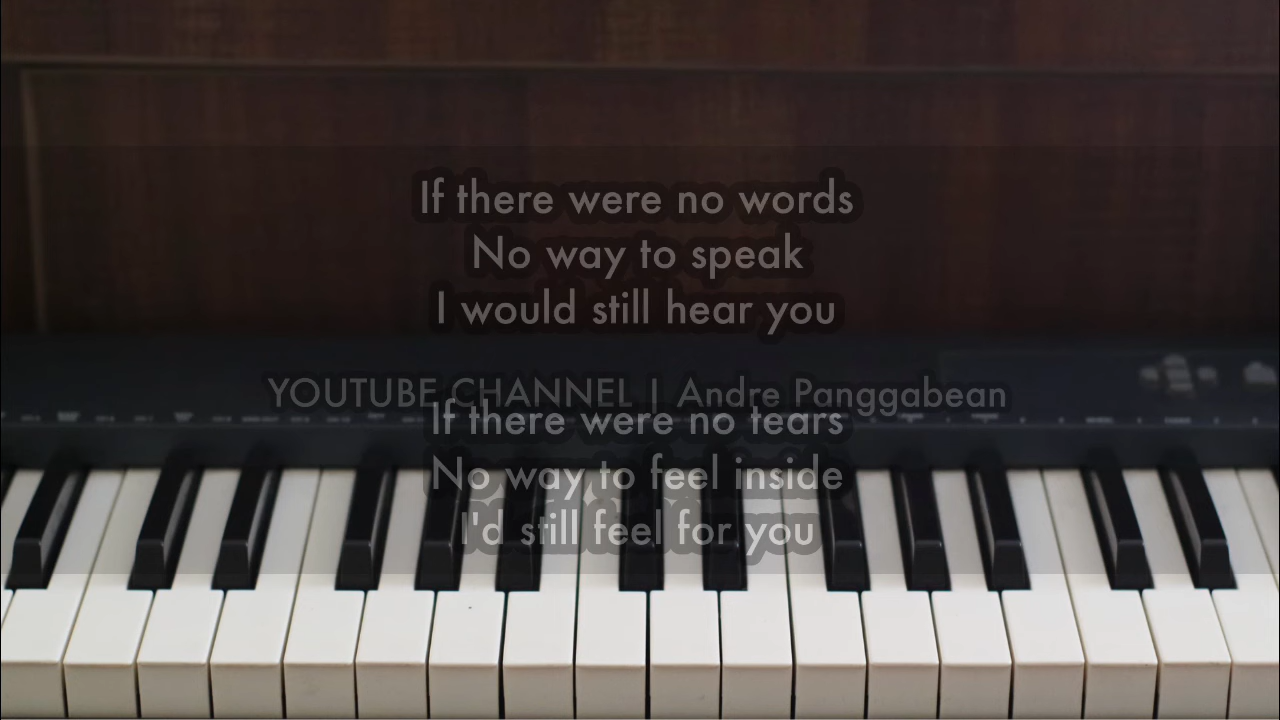 If there were no words
No way to speak
I would still hear you
YOUTUBE CHANNEL | Andre Panggabean
If there were no tears
No way to feel inside
I'd still feel for you